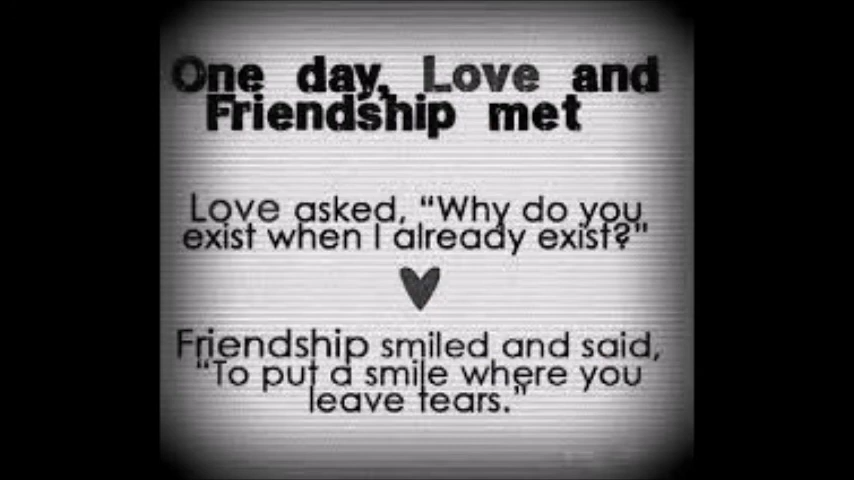 One day, Love and
Friendship met
Love asked, “Why do you
exist when I already exist?"
Friendship smiled and said,
“To put a smile where you
leave tears.”